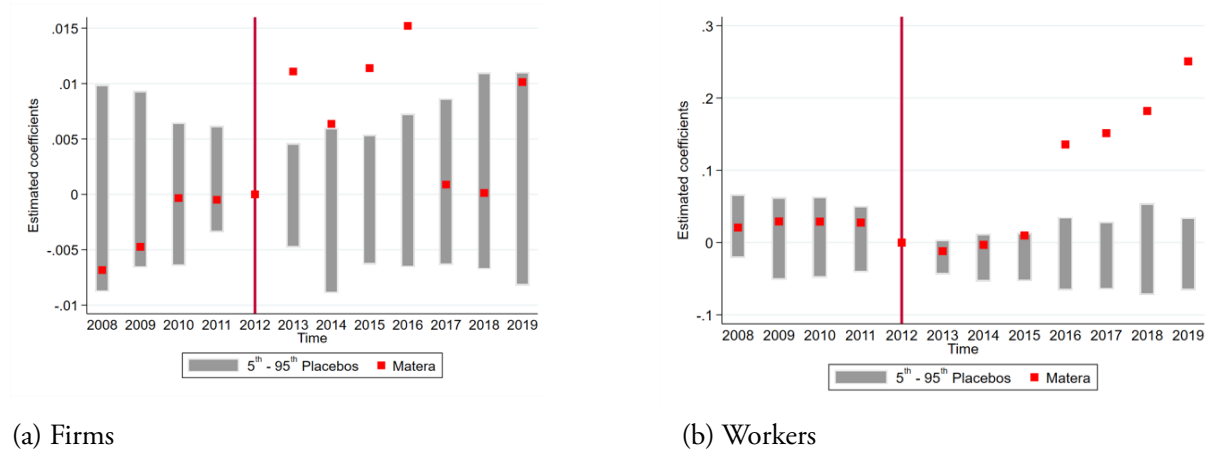 Estimated coefficients
.015
.01
.005
0
-.005
-.01
2008 2009 2010 2011 2012 2013 2014 2015 2016 2017 2018 2019
Time
5th - 95th Placebos Matera
(a) Firms
Estimated coefficients
.3
.2
.1
0
-.1
2008 2009 2010 2011 2012 2013 2014 2015 2016 2017 2018 2019
Time
5th - 95th Placebos Matera
(b) Workers